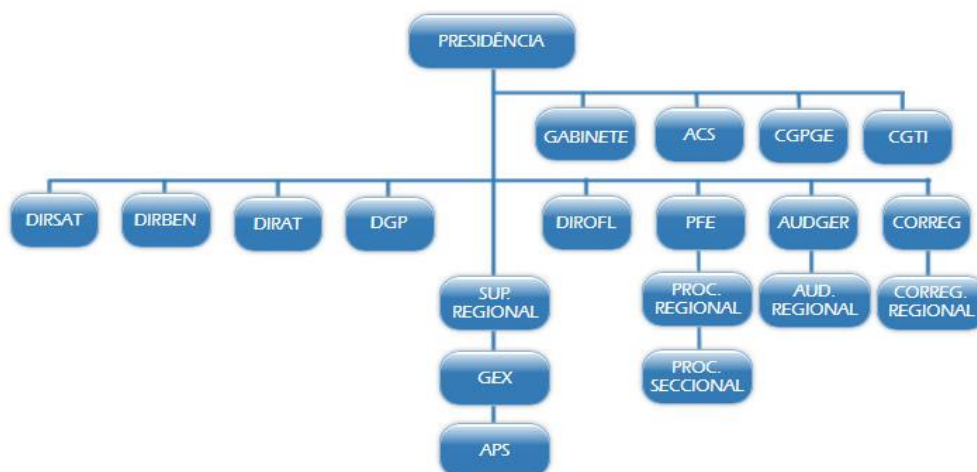 PRESIDÊNCIA
GABINETE
ACS
CGPGE
CGTI
DIRSAT
DIRBEN
DIRAT
DGP
DIROFL
PFE
AUDGER
CORREG
SUP.
REGIONAL
PROC.
REGIONAL
AUD.
REGIONAL
CORREG.
REGIONAL
GEX
PROC.
SECCIONAL
APS